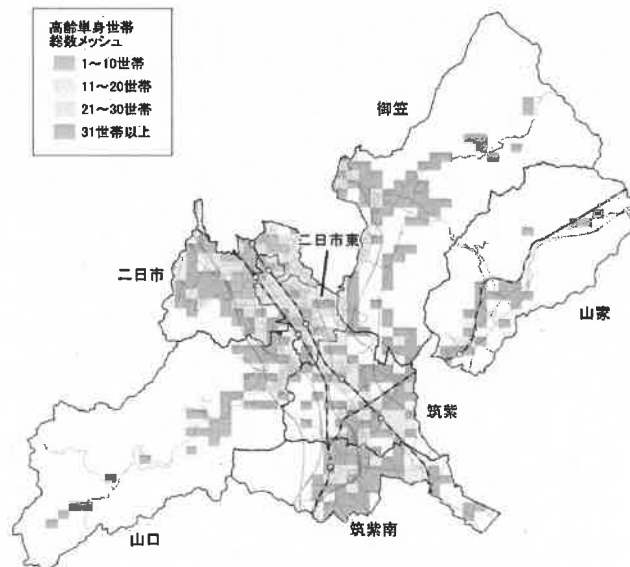 高齢単身世帯
総数メッシュ
1～10世帯
11～20世帯
21～30世帯
31世帯以上
御笠
二日市東
二日市
山家
筑紫
筑紫南
山口